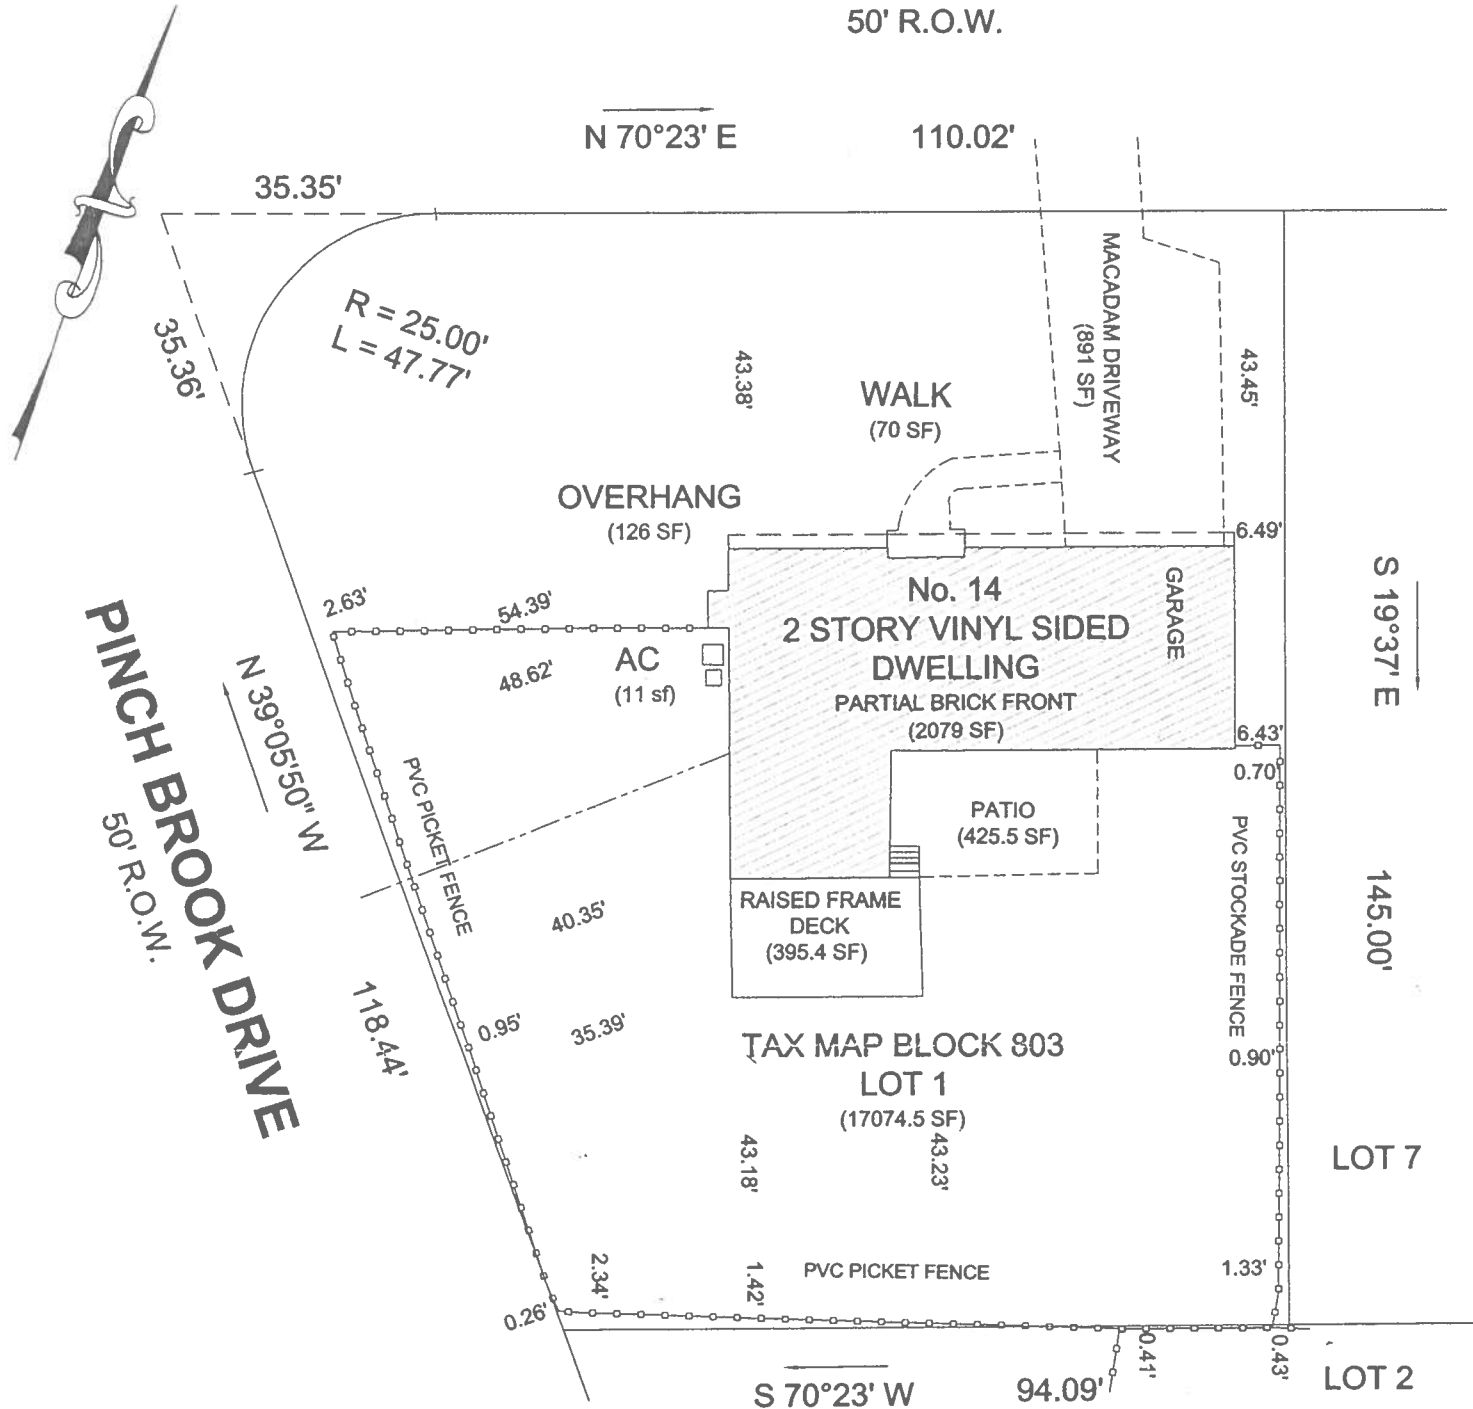 50' R.O.W.
N 70°23' E
110.02'
35.35'
35.36'
R = 25.00'
L = 47.77'
43.38'
WALK
(70 SF)
MACADAM DRIVEWAY
(891 SF)
43.45'
OVERHANG
(126 SF)
6.49'
2.63'
54.39'
48.62'
AC
(11 sf)
No. 14
2 STORY VINYL SIDED
DWELLING
PARTIAL BRICK FRONT
(2079 SF)
GARAGE
S 19°37' E
145.00'
6.43'
0.70'
PINCH BROOK DRIVE
50' R.O.W.
N 39°05'50" W
118.44'
PVC PICKET FENCE
PATIO
(425.5 SF)
PVC STOCKADE FENCE
RAISED FRAME
DECK
(395.4 SF)
40.35'
0.95'
35.39'
0.90'
TAX MAP BLOCK 803
LOT 1
(17074.5 SF)
43.18'
43.23'
LOT 7
2.34'
1.42'
PVC PICKET FENCE
1.33'
0.26'
0.41'
0.43'
S 70°23' W
94.09'
LOT 2